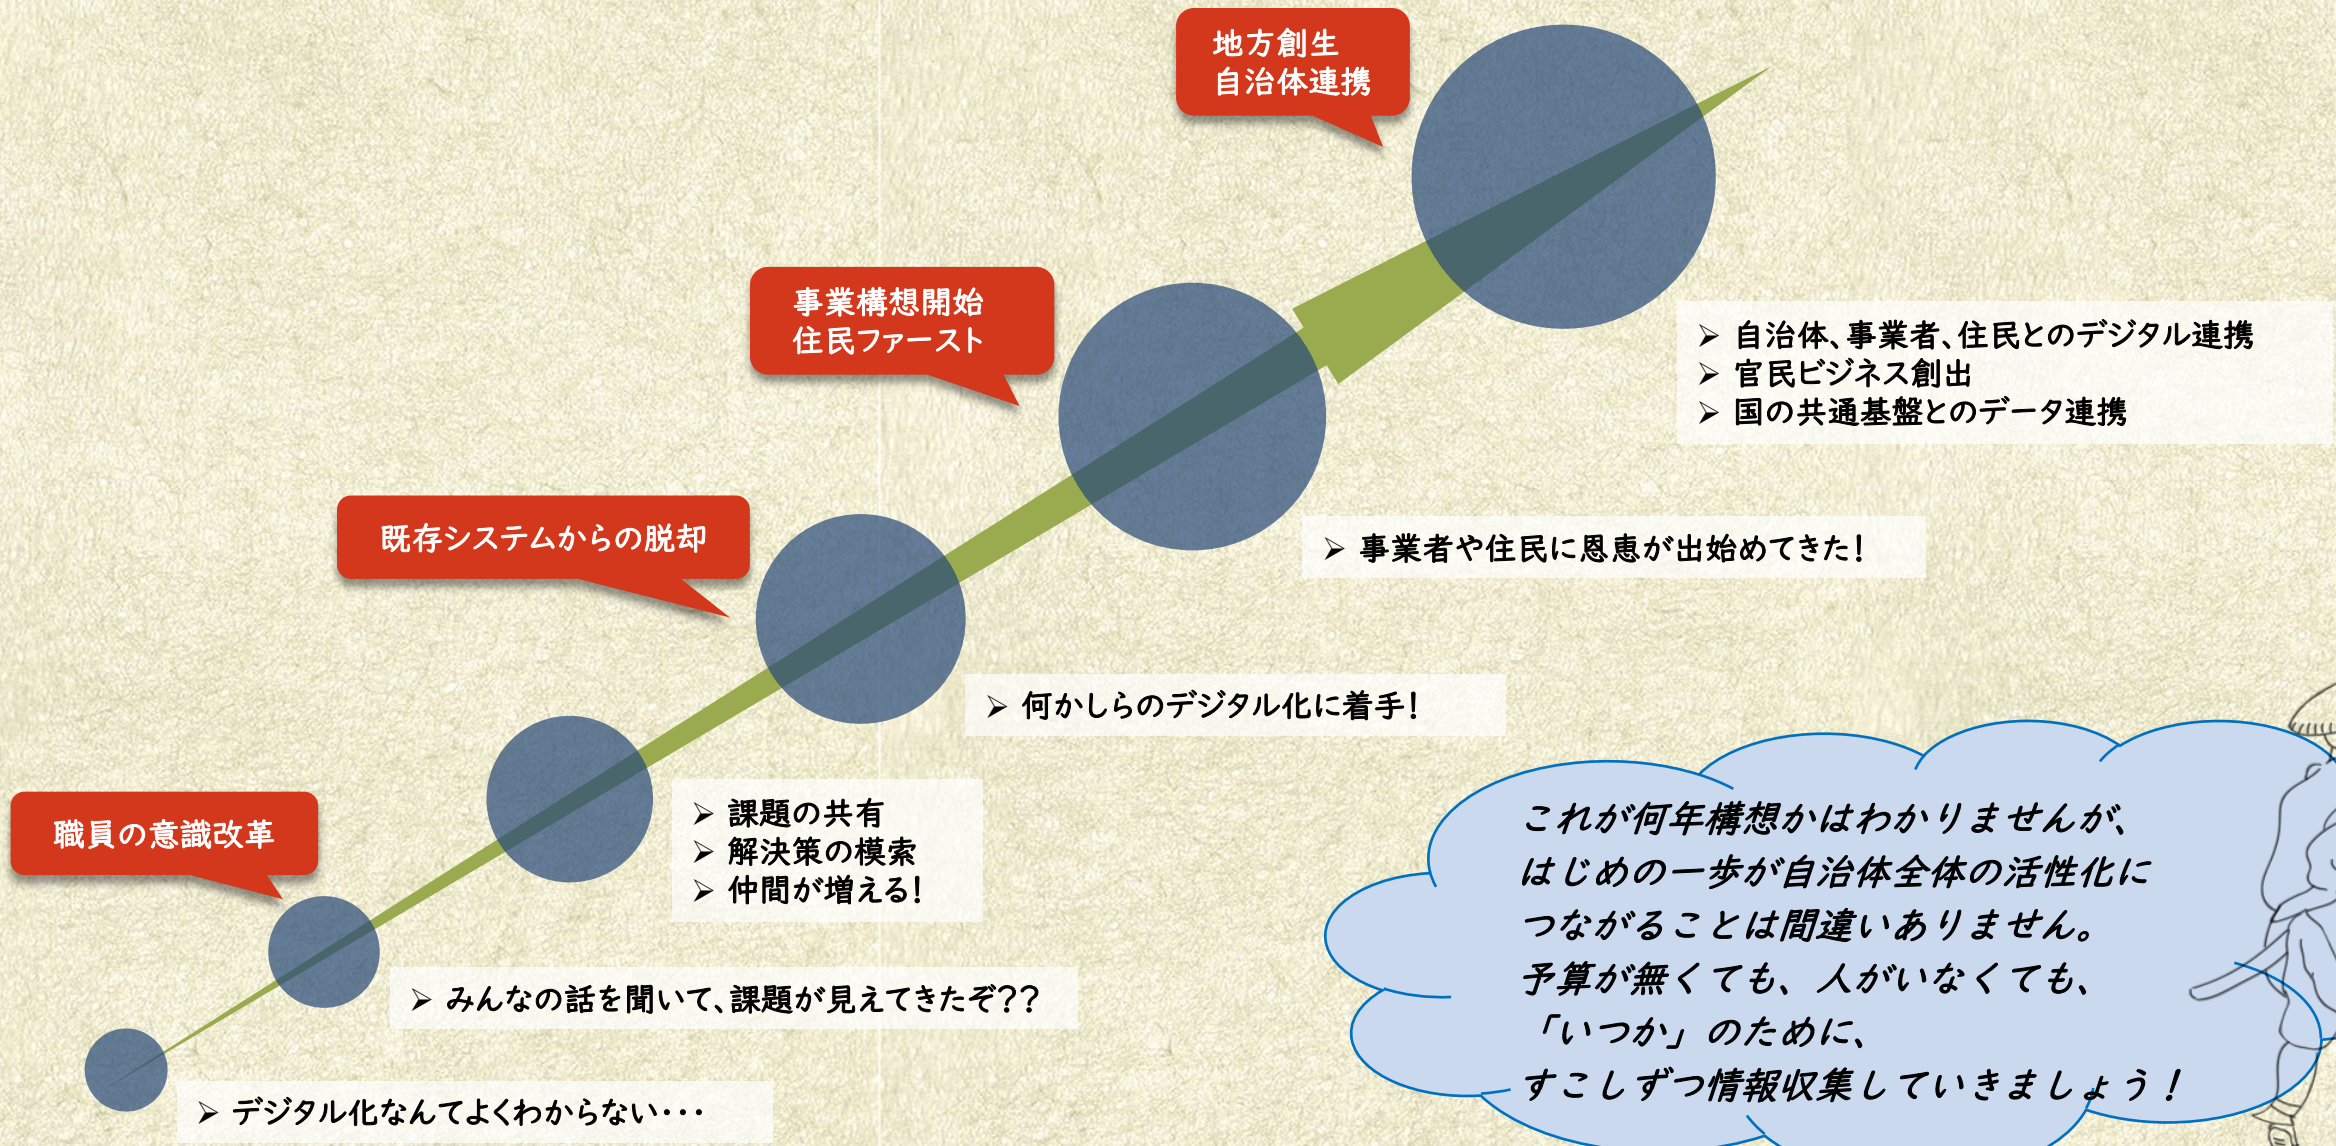 地方創生
自治体連携
事業構想開始
住民ファースト
➢ 自治体、事業者、住民とのデジタル連携
➢ 官民ビジネス創出
➢ 国の共通基盤とのデータ連携
既存システムからの脱却
➢ 事業者や住民に恩恵が出始めてきた!
➢ 何かしらのデジタル化に着手!
職員の意識改革
➢ 課題の共有
➢ 解決策の模索
➢ 仲間が増える!
➢ みんなの話を聞いて、課題が見えてきたぞ??
➢ デジタル化なんてよくわからない・・・
これが何年構想かはわかりませんが、
はじめの一歩が自治体全体の活性化に
つながることは間違いありません。
予算が無くても、人がいなくても、
「いつか」のために、
すこしずつ情報収集していきましょう!